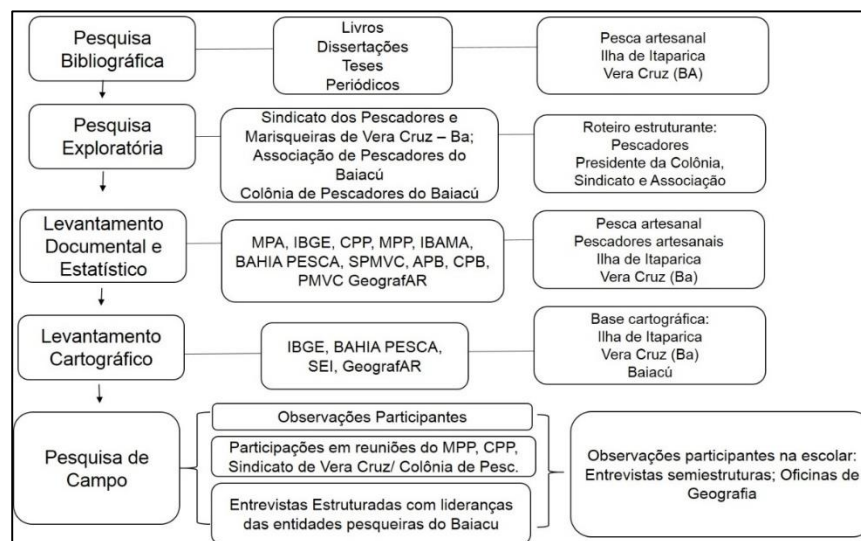 Pesquisa
Bibliográfica
Livros
Dissertações
Teses
Periódicos
Pesca artesanal
Ilha de Itaparica
Vera Cruz (BA)
Pesquisa
Exploratória
Sindicato dos Pescadores e
Marisqueiras de Vera Cruz – Ba;
Associação de Pescadores do
Baiacú
Colônia de Pescadores do Baiacú
Roteiro estruturante:
Pescadores
Presidente da Colônia,
Sindicato e Associação
Levantamento
Documental e
Estatístico
MPA, IBGE, CPP, MPP, IBAMA,
BAHIA PESCA, SPMVC, APB, CPB,
PMVC GeografAR
Pesca artesanal
Pescadores artesanais
Ilha de Itaparica
Vera Cruz (Ba)
Levantamento
Cartográfico
IBGE, BAHIA PESCA,
SEI, GeografAR
Base cartográfica:
Ilha de Itaparica
Vera Cruz (Ba)
Baiacú
Pesquisa de
Campo
Observações Participantes
Participações em reuniões do MPP, CPP,
Sindicato de Vera Cruz/ Colônia de Pesc.
Entrevistas Estruturadas com lideranças
das entidades pesqueiras do Baiacu
Observações participantes na escolar:
Entrevistas semiestruturas; Oficinas de
Geografia